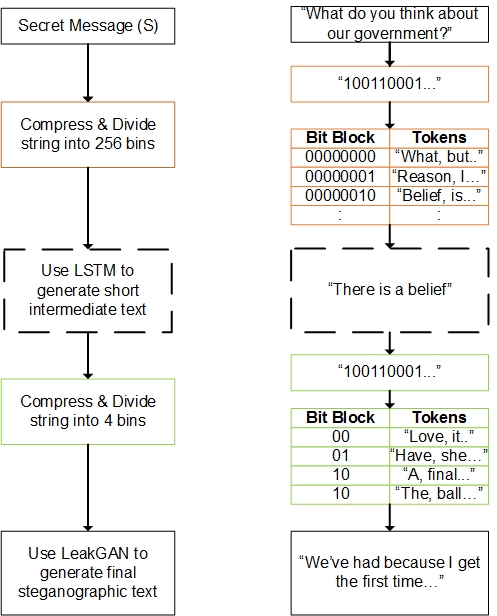 Secret Message (S)
Compress & Divide
string into 256 bins
Use LSTM to
generate short
intermediate text
Compress & Divide
string into 4 bins
Use LeakGAN to
generate final
steganographic text
"What do you think about
our government?"
"100110001..."
Bit Block Tokens
00000000 "What, but.."
00000001 "Reason, I…"
00000010 "Belief, is..."
: :
"There is a belief"
"100110001..."
Bit Block Tokens
00 "Love, it.."
01 "Have, she…"
10 "A, final..."
10 "The, ball…"
"We've had because I get
the first time…"